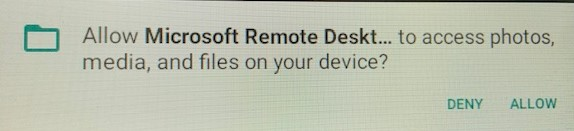 Allow Microsoft Remote Deskt... to access photos,
media, and files on your device?
DENY ALLOW